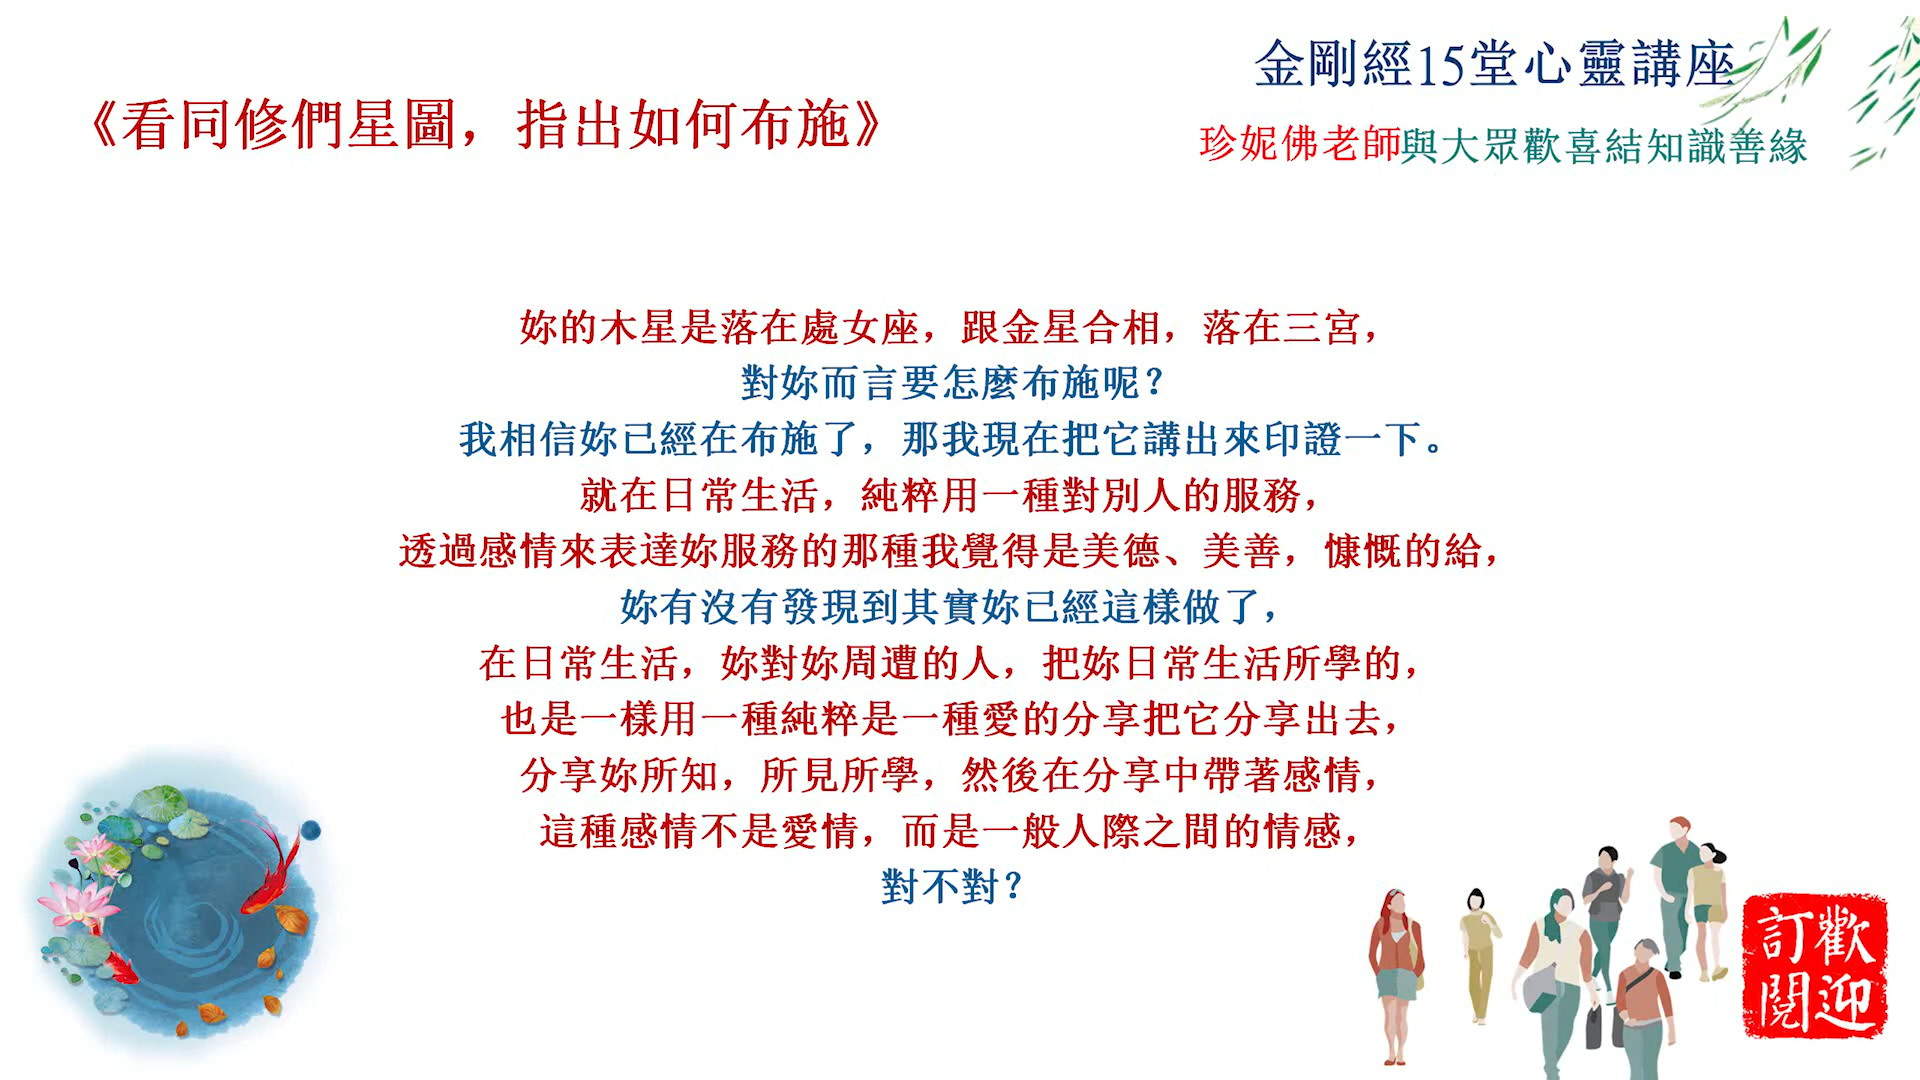 金剛經15堂心靈講座
《看同修們星圖，指出如何布施》
珍妮佛老師與大眾歡喜結知識善緣
妳的木星是落在處女座，跟金星合相，落在三宮，
對妳而言要怎麼布施呢？
我相信妳已經在布施了，那我現在把它講出來印證一下。
就在日常生活，純粹用一種對別人的服務，
透過感情來表達妳服務的那種我覺得是美德、美善，慷慨的給，
妳有沒有發現到其實妳已經這樣做了，
在日常生活，妳對妳周遭的人，把妳日常生活所學的，
也是一樣用一種純粹是一種愛的分享把它分享出去，
分享妳所知，所見所學，然後在分享中帶著感情，
這種感情不是愛情，而是一般人際之間的情感，
對不對？
歡迎
訂閱